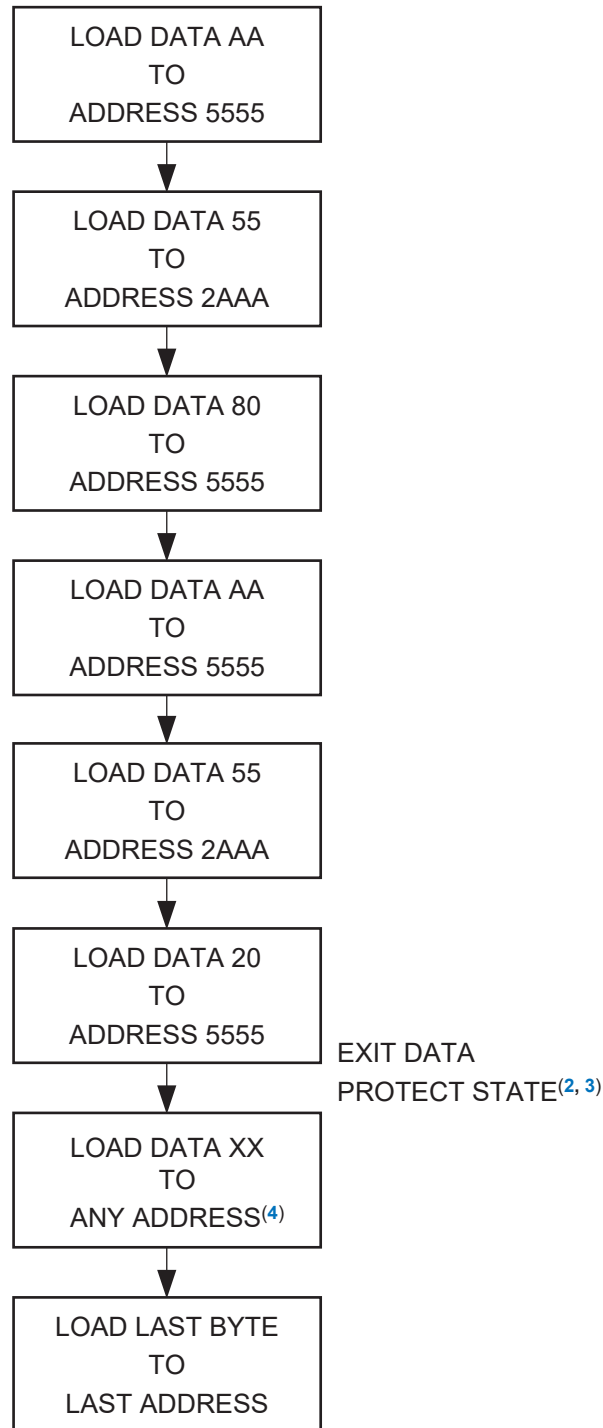 LOAD DATA AA
TO
ADDRESS 5555
LOAD DATA 55
TO
ADDRESS 2AAA
LOAD DATA 80
TO
ADDRESS 5555
LOAD DATA AA
TO
ADDRESS 5555
LOAD DATA 55
TO
ADDRESS 2AAA
LOAD DATA 20
TO
ADDRESS 5555
EXIT DATA
PROTECT STATE(2, 3)
LOAD DATA XX
TO
ANY ADDRESS(4)
LOAD LAST BYTE
TO
LAST ADDRESS